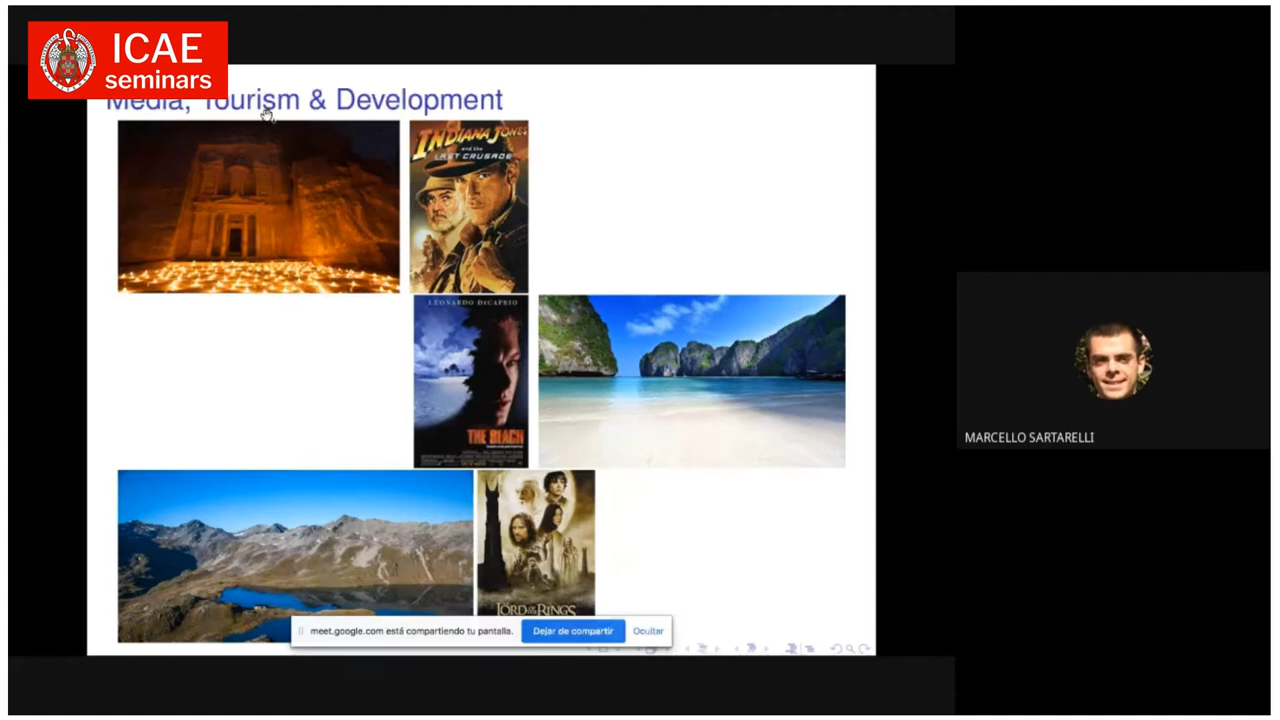 ICAE
seminars
Media, Tourism & Development
INDIANA JONES
and the
LAST CRUSADE
LEONARDO DiCAPRIO
THE BEACH
THE LORD OF THE RINGS
meet.google.com está compartiendo tu pantalla.
Dejar de compartir
Ocultar
MARCELLO SARTARELLI